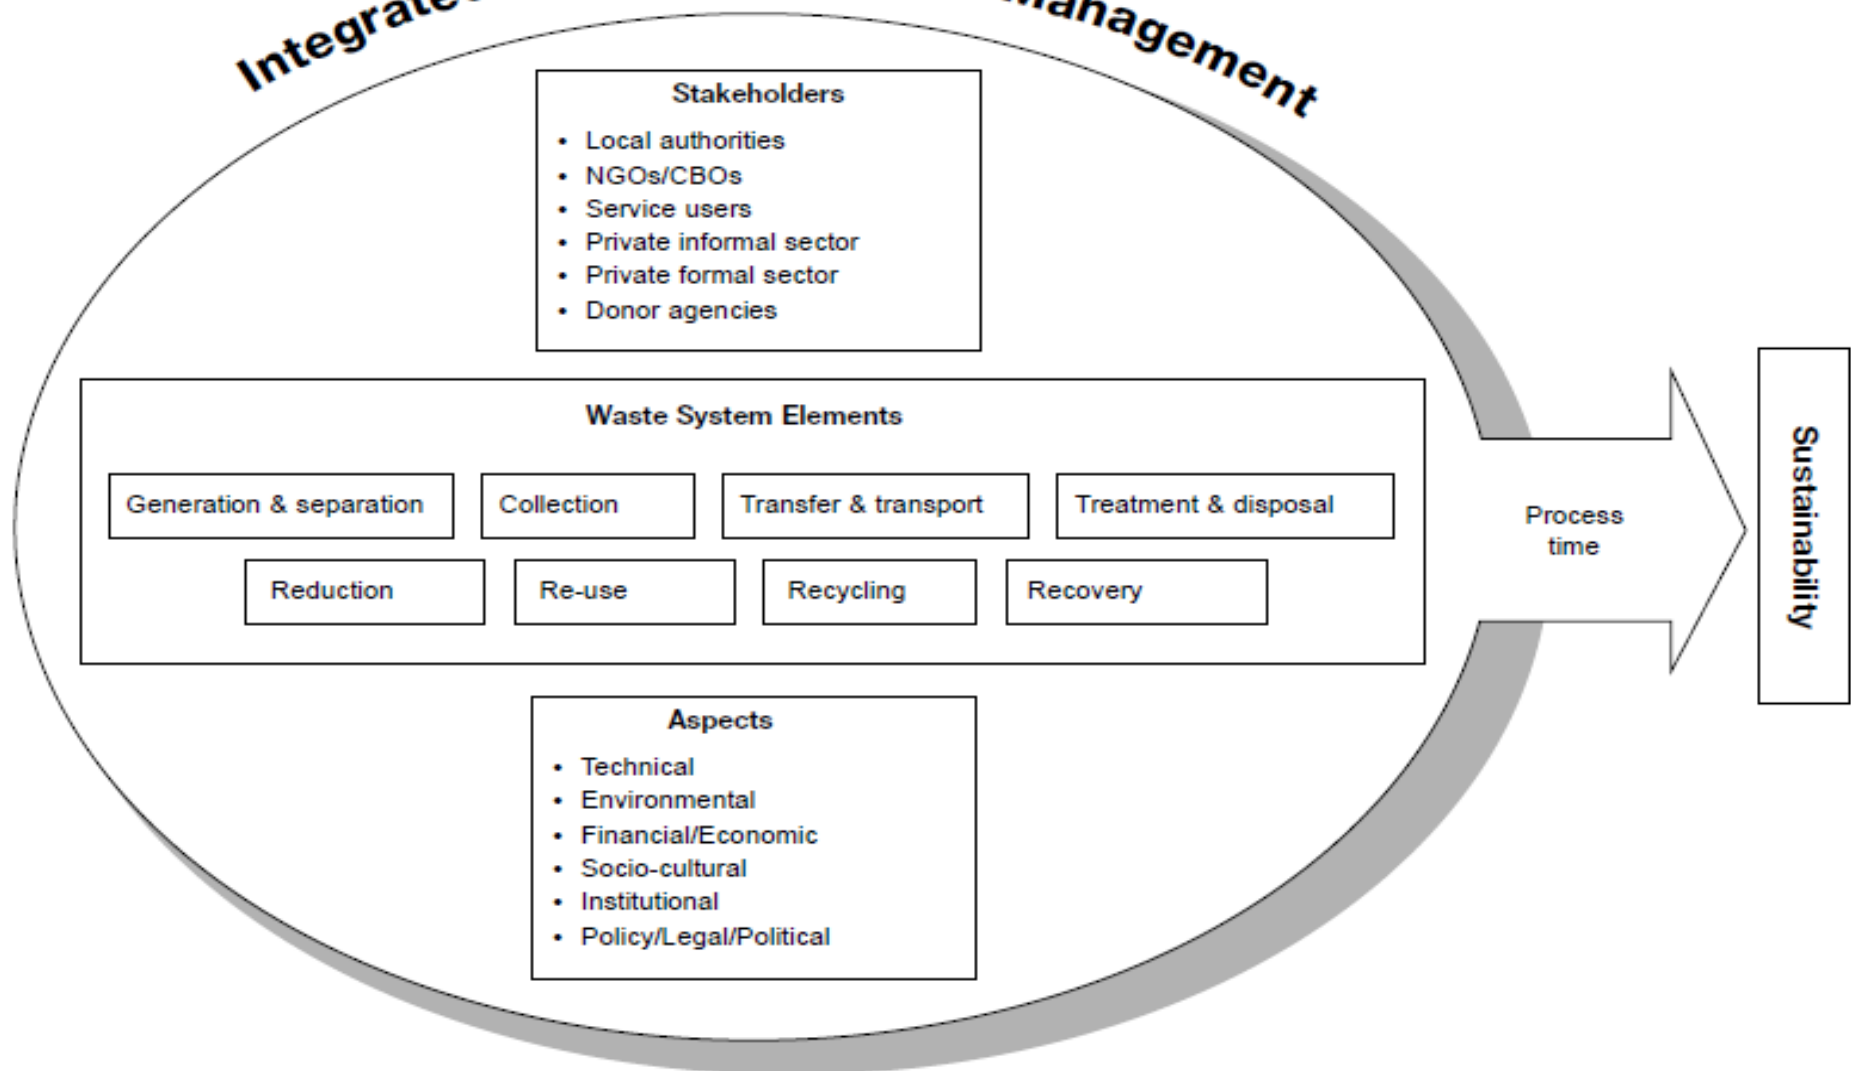 Integrated
Management
Stakeholders
• Local authorities
• NGOs/CBOs
• Service users
• Private informal sector
• Private formal sector
• Donor agencies
Waste System Elements
Generation & separation
Collection
Transfer & transport
Treatment & disposal
Reduction
Re-use
Recycling
Recovery
Process
time
Sustainability
Aspects
• Technical
• Environmental
• Financial/Economic
• Socio-cultural
• Institutional
• Policy/Legal/Political